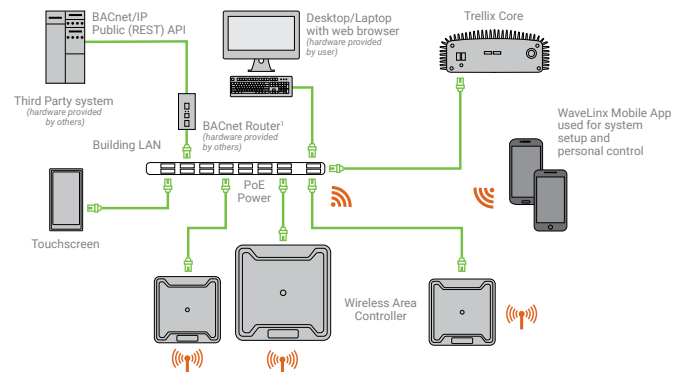 BACnet/IP
Public (REST) API
Desktop/Laptop
with web browser
(hardware provided
by user)
Trellix Core
Third Party system
(hardware provided
by others)
BACnet Router¹
(hardware provided
by others)
Building LAN
WaveLinx Mobile App
used for system
setup and
personal control
PoE
Power
Touchscreen
Wireless Area
Controller